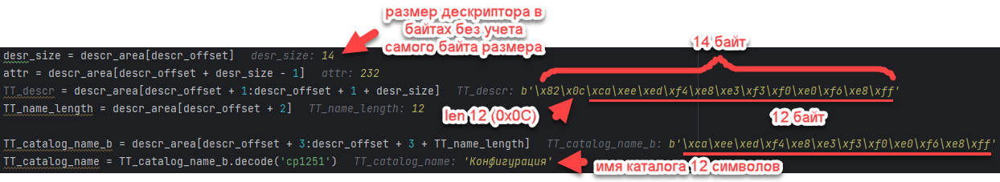 размер дескриптора в
байтах без учета
самого байта размера
14 байт
desr_size = descr_area[descr_offset] desr_size: 14
attr = descr_area[descr_offset + desr_size - 1] attr: 232
TT_descr = descr_area[descr_offset + 1:descr_offset + 1 + desr_size] TT_descr: b'\x82\x0c\xca\xee\xed\xf4\xe8\xe3\xf3\xf0\xe0\xf6\xe8\xff'
TT_name_length = descr_area[descr_offset + 2] TT_name_length: 12
len 12 (0x0C)
12 байт
TT_catalog_name_b = descr_area[descr_offset + 3:descr_offset + 3 + TT_name_length] TT_catalog_name_b: b'\xca\xee\xed\xf4\xe8\xe3\xf3\xf0\xe0\xf6\xe8\xff'
TT_catalog_name = TT_catalog_name_b.decode('cp1251') TT_catalog_name: 'Конфигурация'
имя каталога 12 символов